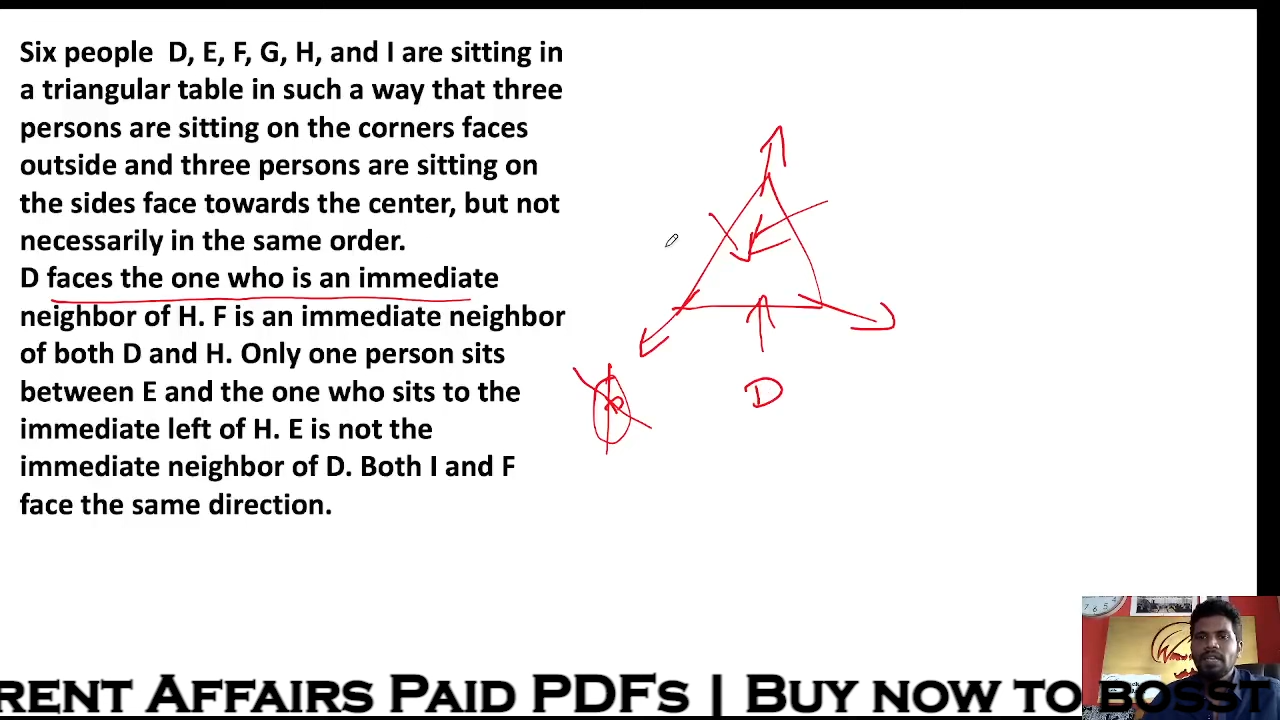 Six people D, E, F, G, H, and I are sitting in
a triangular table in such a way that three
persons are sitting on the corners faces
outside and three persons are sitting on
the sides face towards the center, but not
necessarily in the same order.
D faces the one who is an immediate
neighbor of H. F is an immediate neighbor
of both D and H. Only one person sits
between E and the one who sits to the
immediate left of H. E is not the
immediate neighbor of D. Both I and F
face the same direction.
D
RENT AFFAIRS PAID PDFS | BUY NOW TO BOSST